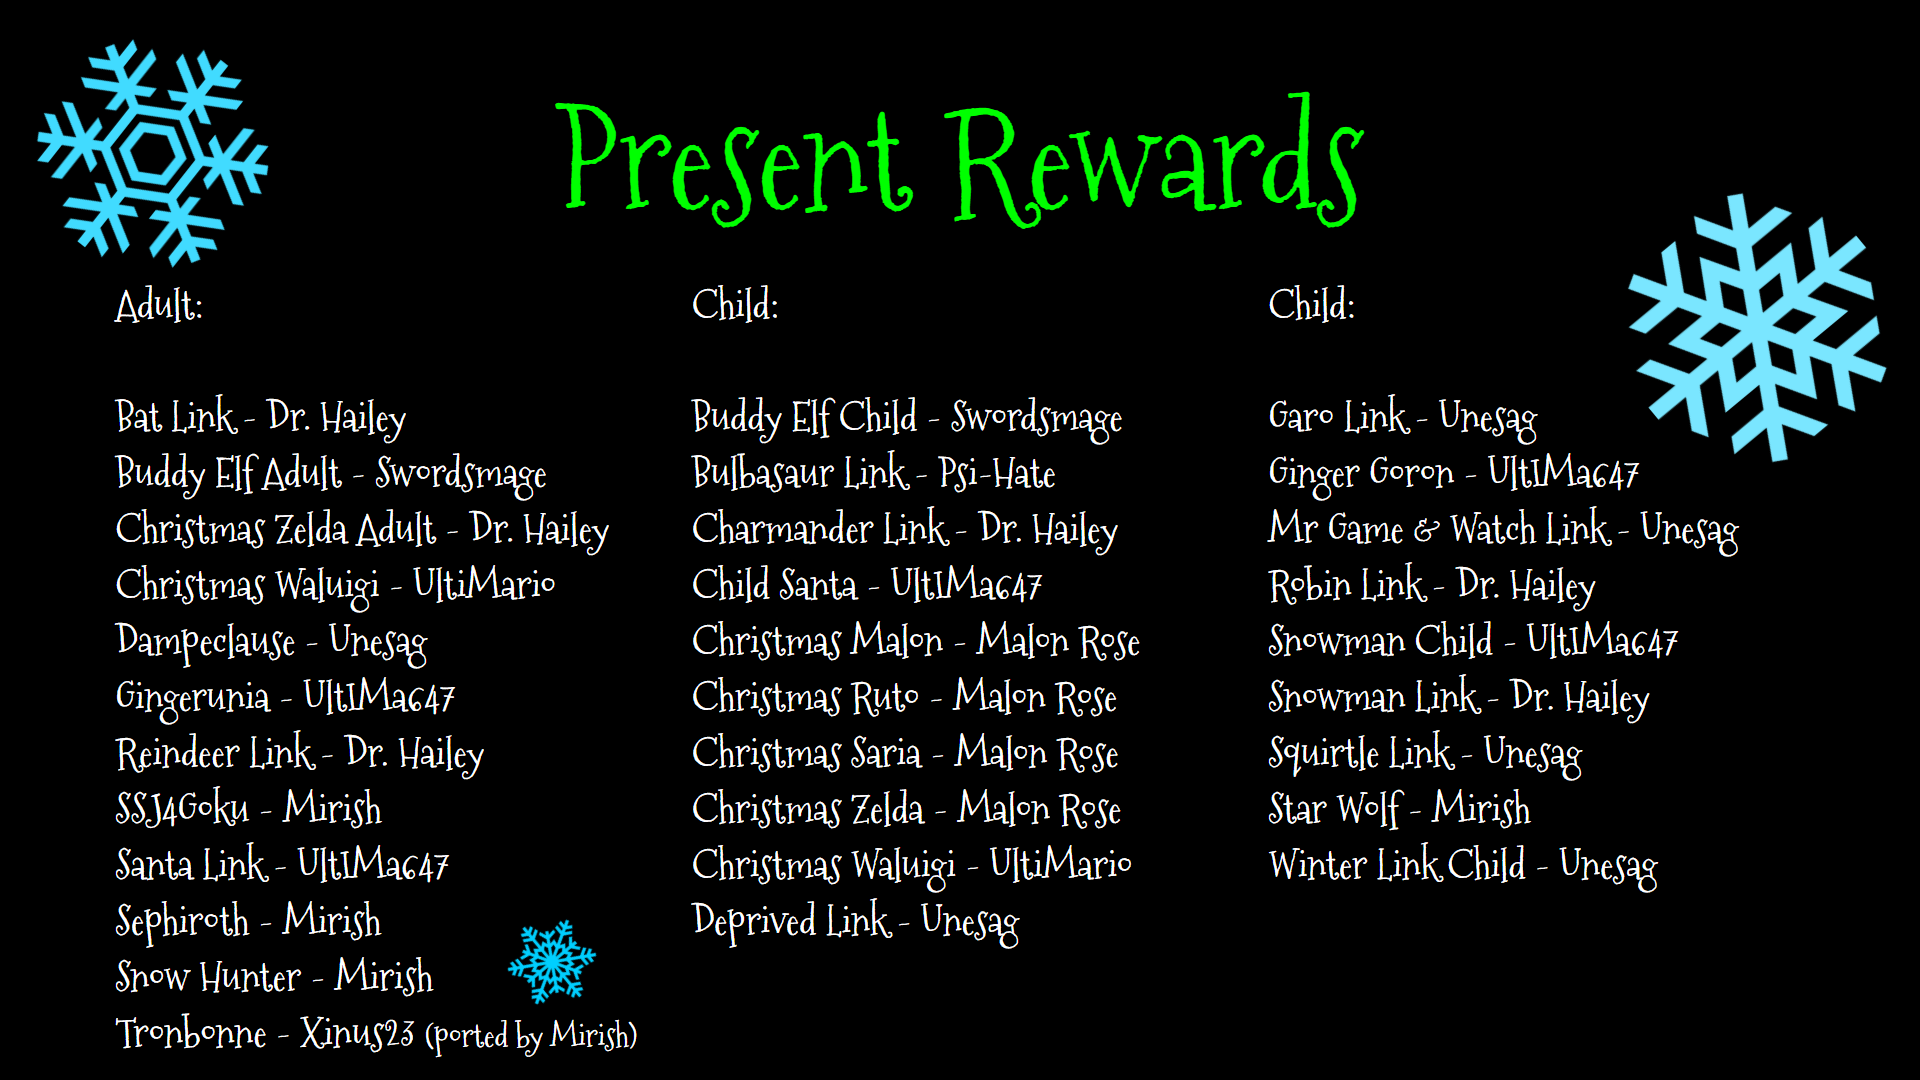 Present Rewards
Adult:
Bat Link - Dr. Hailey
Buddy Elf Adult - Swordsmage
Christmas Zelda Adult - Dr. Hailey
Christmas Waluigi - UltiMario
Dampeclause - Unesag
Gingerunia - UltIMa647
Reindeer Link - Dr. Hailey
SSJ4Goku - Mirish
Santa Link - UltIMa647
Sephiroth - Mirish
Snow Hunter - Mirish
Tronbonne - Xinus23 (ported by Mirish)
Child:
Buddy Elf Child - Swordsmage
Bulbasaur Link - Psi-Hate
Charmander Link - Dr. Hailey
Child Santa - UltIMa647
Christmas Malon - Malon Rose
Christmas Ruto - Malon Rose
Christmas Saria - Malon Rose
Christmas Zelda - Malon Rose
Christmas Waluigi - UltiMario
Deprived Link - Unesag
Child:
Garo Link - Unesag
Ginger Goron - UltIMa647
Mr Game & Watch Link - Unesag
Robin Link - Dr. Hailey
Snowman Child - UltIMa647
Snowman Link - Dr. Hailey
Squirtle Link - Unesag
Star Wolf - Mirish
Winter Link Child - Unesag